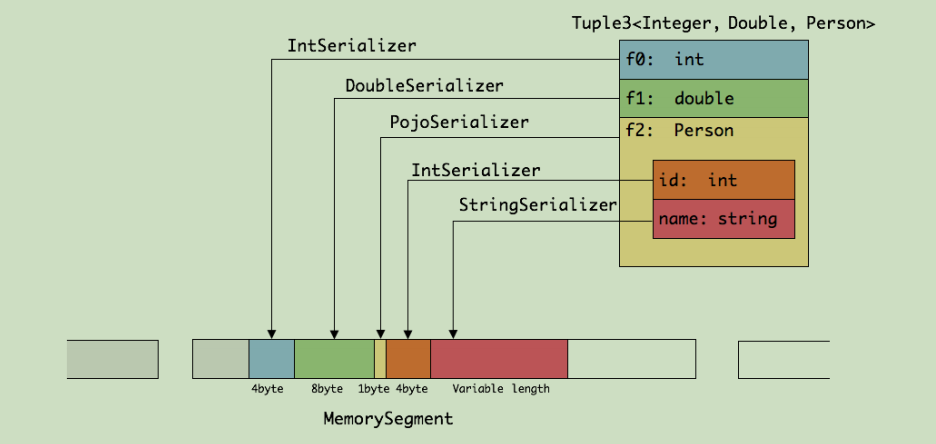 Tuple3<Integer, Double, Person>
IntSerializer
f0: int
DoubleSerializer
f1: double
PojoSerializer
f2: Person
IntSerializer
id: int
StringSerializer
name: string
4byte 8byte 1byte 4byte Variable length
MemorySegment